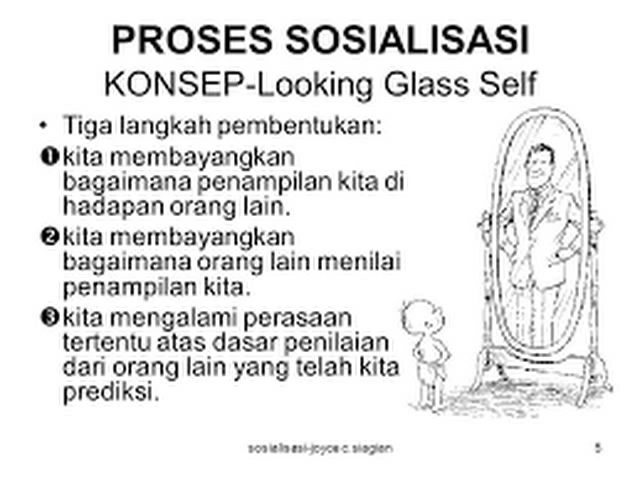 PROSES SOSIALISASI
KONSEP-Looking Glass Self
• Tiga langkah pembentukan:
❶kita membayangkan
bagaimana penampilan kita di
hadapan orang lain.
❷kita membayangkan
bagaimana orang lain menilai
penampilan kita.
❸kita mengalami perasaan
tertentu atas dasar penilaian
dari orang lain yang telah kita
prediksi.
sosialisasi-joyce c.siagian
5